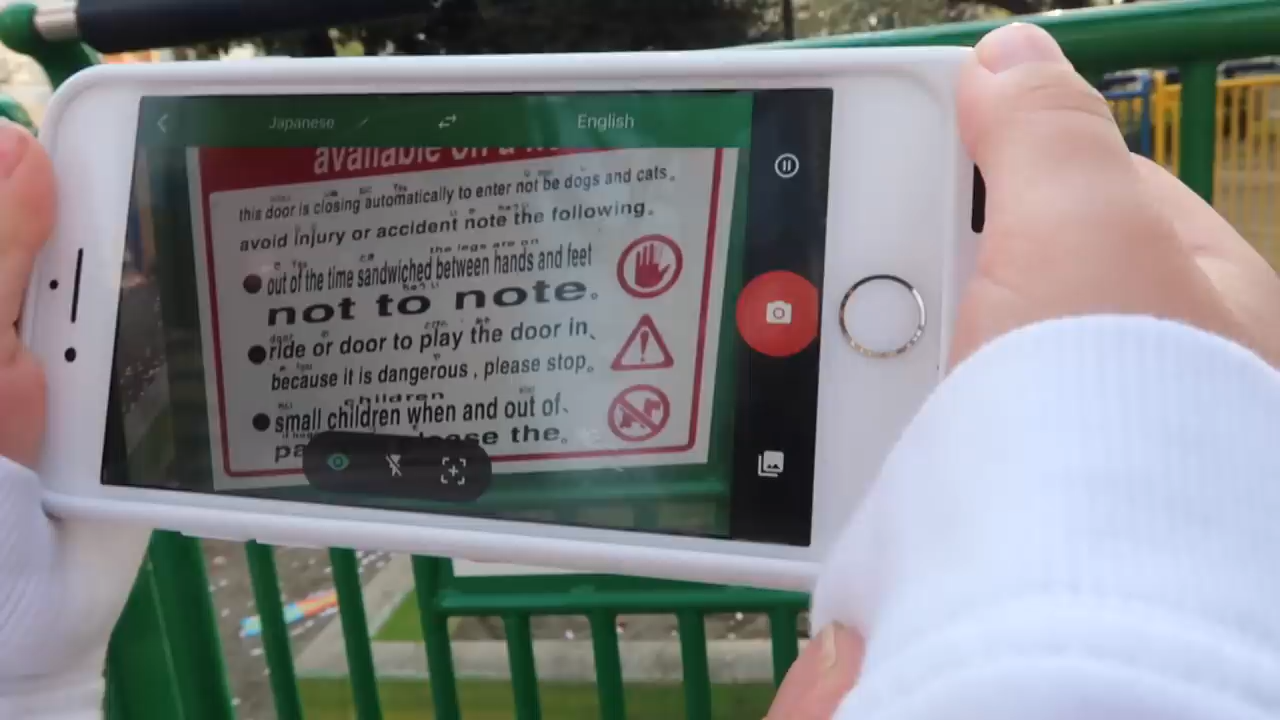 Japanese
English
available on a
this door is closing automatically to enter not be dogs and cats。
avoid injury or accident note the following。
the legs are on
● out of the time sandwiched between hands and feet
not to note。
● ride or door to play the door in、
because it is dangerous , please stop。
children
● small children when and out of、
the。